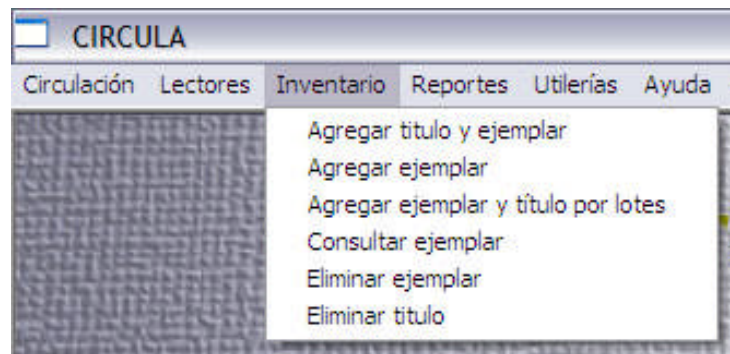 CIRCULA
Circulación Lectores Inventario Reportes Utilerías Ayuda
Agregar titulo y ejemplar
Agregar ejemplar
Agregar ejemplar y título por lotes
Consultar ejemplar
Eliminar ejemplar
Eliminar titulo